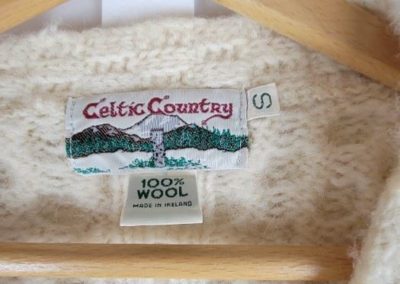 Celtic Country
S
100%
WOOL
MADE IN IRELAND